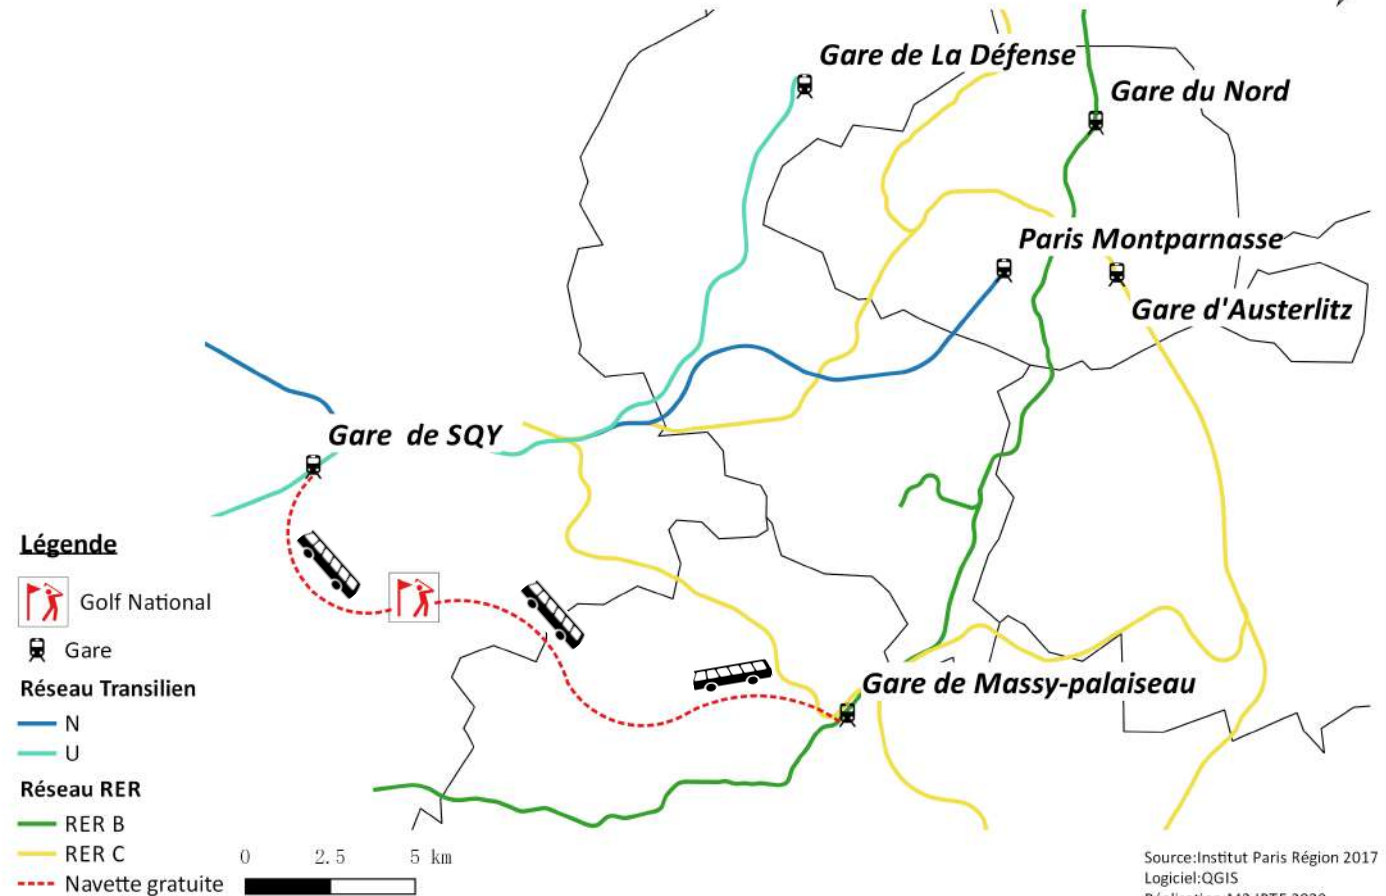 Gare de La Défense
Gare du Nord
Paris Montparnasse
Gare d'Austerlitz
Gare de SQY
Gare de Massy-palaiseau
Légende
Golf National
Gare
Réseau Transilien
N
U
Réseau RER
RER B
RER C
Navette gratuite
0 2.5 5 km
Source:Institut Paris Région 2017
Logiciel:QGIS